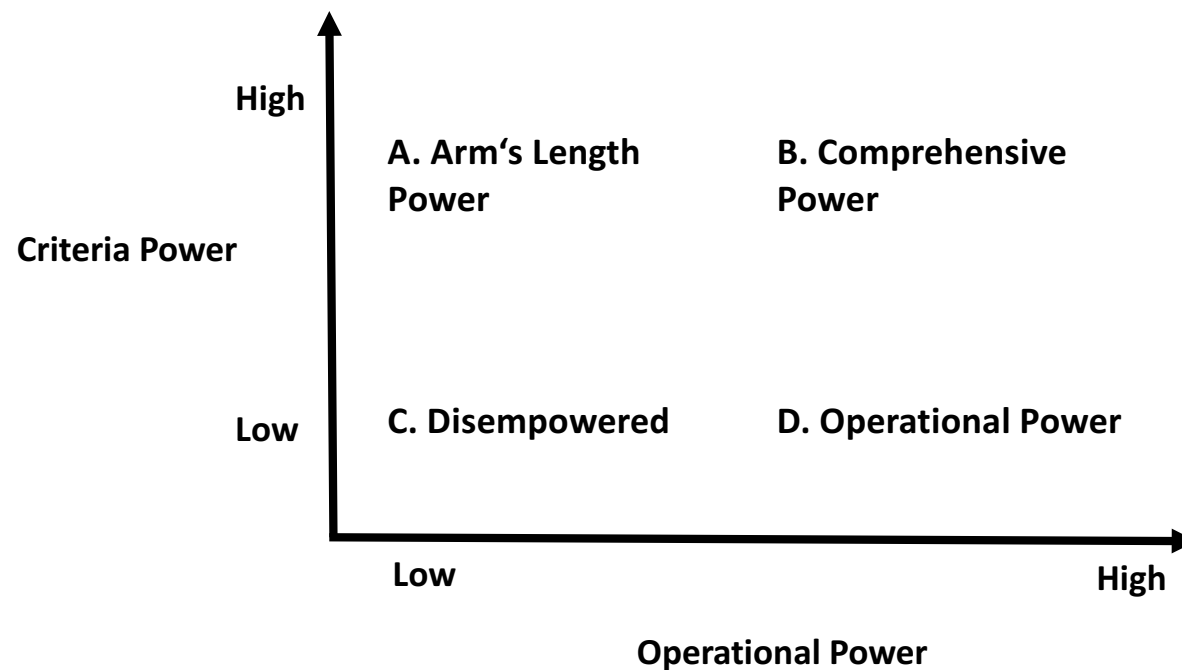 High
A. Arm‘s Length
Power
B. Comprehensive
Power
Criteria Power
Low
C. Disempowered
D. Operational Power
Low
High
Operational Power